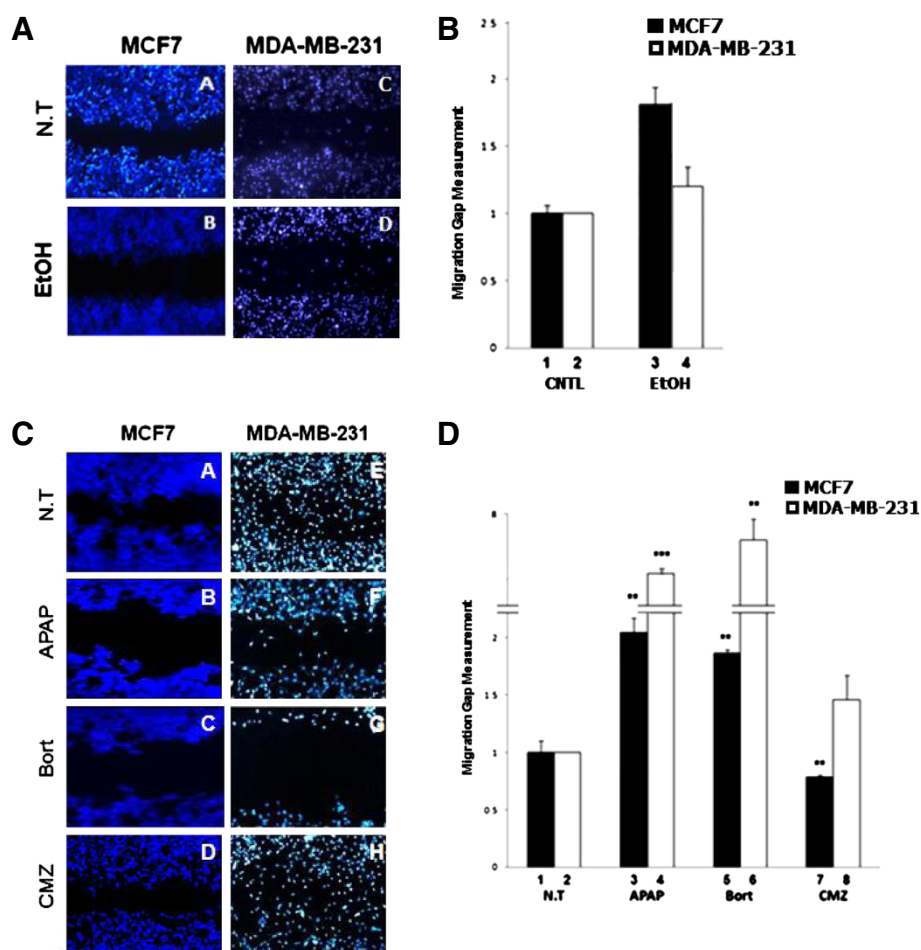 A
MCF7 MDA-MB-231
N.T
A
C
EtOH
B
D
B
MCF7
MDA-MB-231
Migration Gap Measurement
2 5
2
1 5
1
0 5
0
1 2 3 4
CNTL EtOH
C
MCF7 MDA-MB-231
N.T
A
E
APAP
B
F
Bort
C
G
CMZ
D
H
D
MCF7
MDA-MB-231
Migration Gap Measurement
8
2
1 5
1
0 5
0
•• ••• •• •• ••
1 2 3 4 5 6 7 8
N.T APAP Bort CMZ